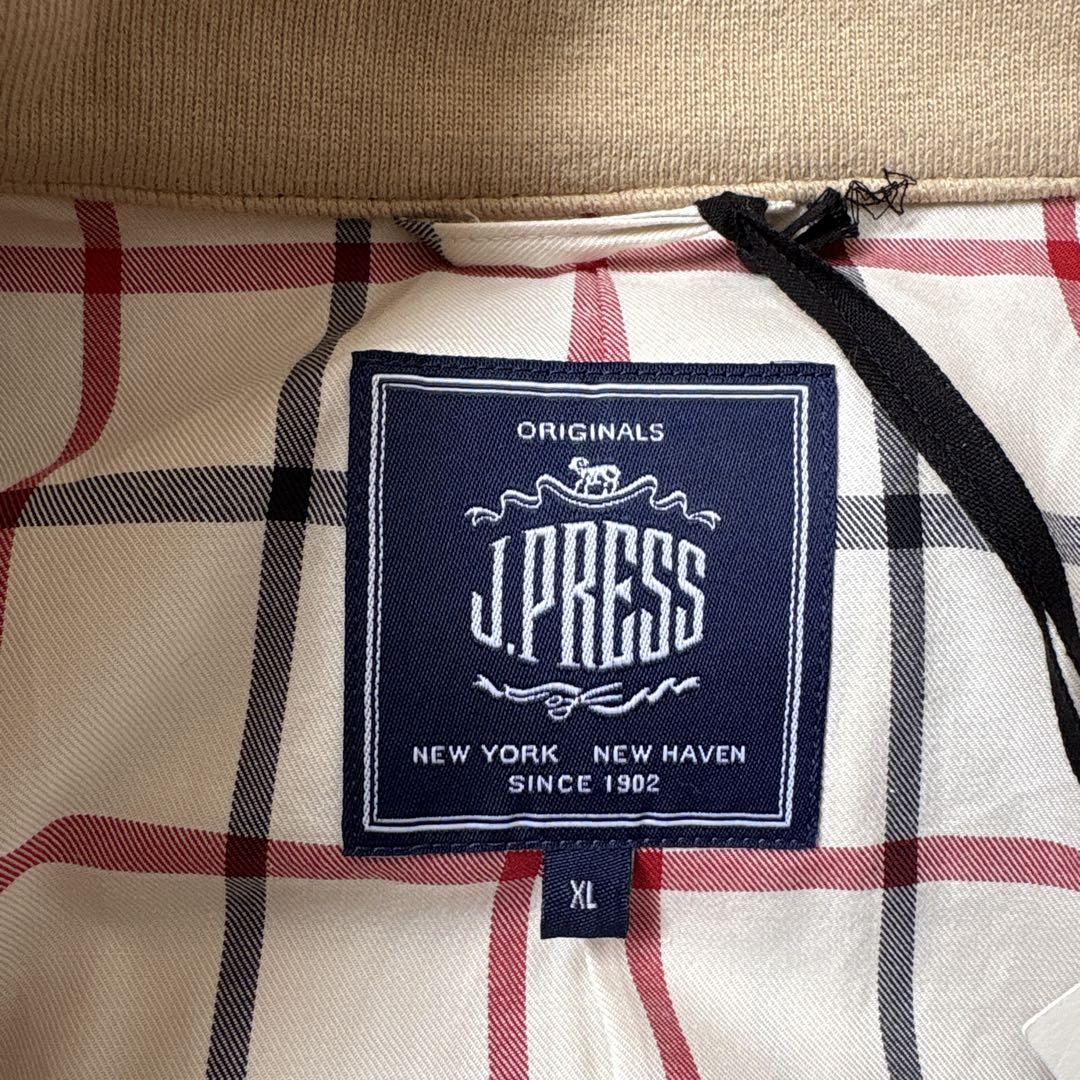 ORIGINALS
J.PRESS
NEW YORK NEW HAVEN
SINCE 1902
XL